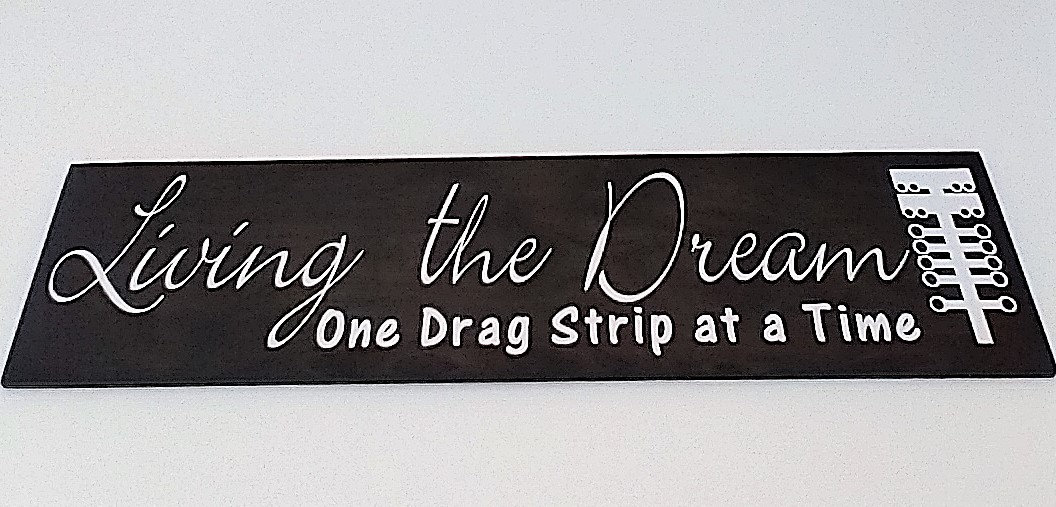 Living the Dream
One Drag Strip at a Time